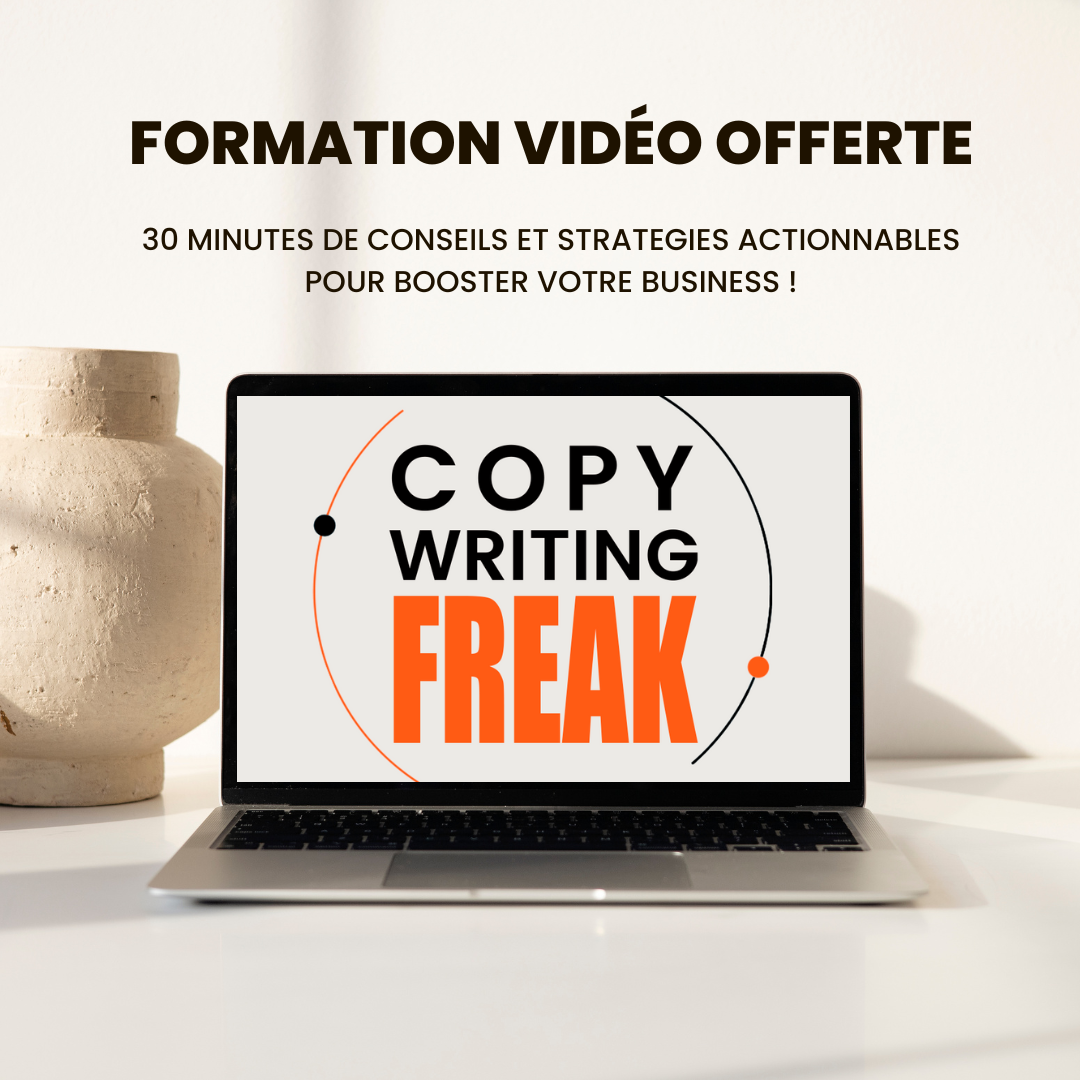 FORMATION VIDÉO OFFERTE
30 MINUTES DE CONSEILS ET STRATEGIES ACTIONNABLES
POUR BOOSTER VOTRE BUSINESS !
COPY
WRITING
FREAK